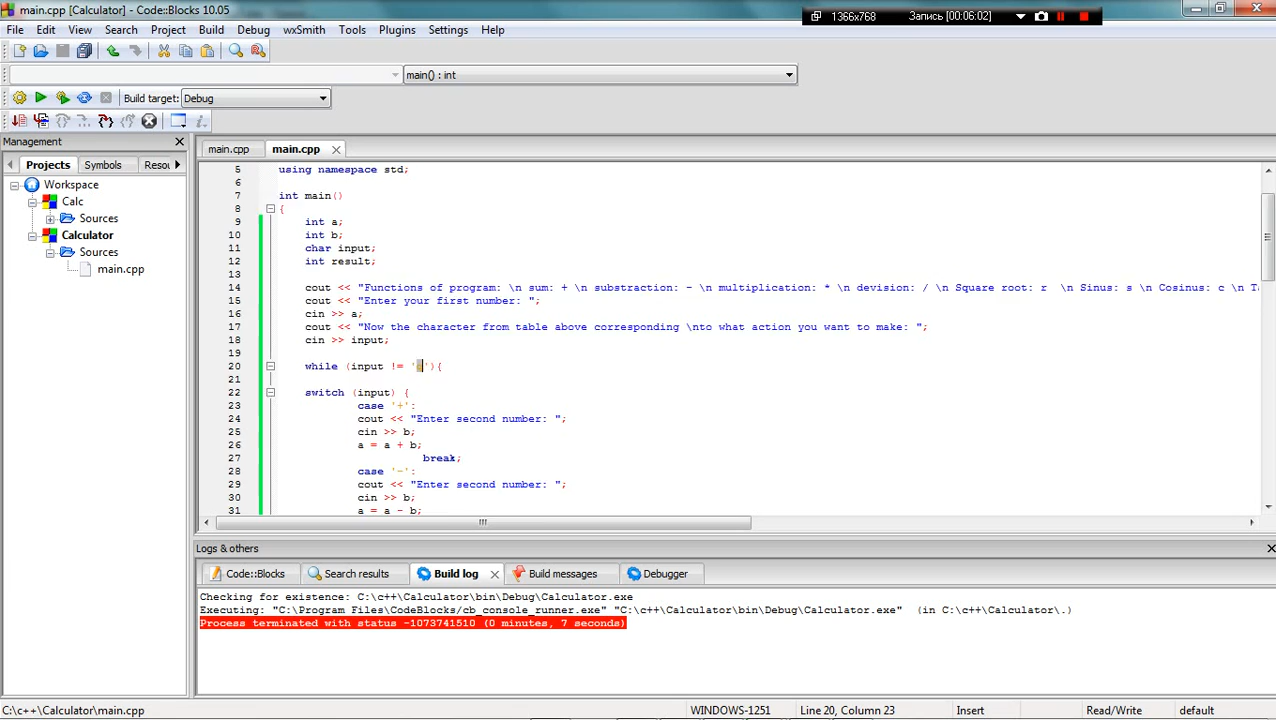 main.cpp [Calculator] - Code::Blocks 10.05
1366x768 Запись [00:06:02]
File Edit View Search Project Build Debug wxSmith Tools Plugins Settings Help
main() : int
Build target: Debug
Management
Projects Symbols Resou
Workspace
Calc
Sources
Calculator
Sources
main.cpp
main.cpp main.cpp
5 using namespace std;
6
7 int main()
8 {
9 int a;
10 int b;
11 char input;
12 int result;
13
14 cout << "Functions of program: \n sum: + \n substraction: - \n multiplication: * \n devision: / \n Square root: r \n Sinus: s \n Cosinus: c \n T
15 cout << "Enter your first number: ";
16 cin >> a;
17 cout << "Now the character from table above corresponding \nto what action you want to make: ";
18 cin >> input;
19
20 while (input != ' '){
21
22 switch (input) {
23 case '+':
24 cout << "Enter second number: ";
25 cin >> b;
26 a = a + b;
27 break;
28 case '-':
29 cout << "Enter second number: ";
30 cin >> b;
31 a = a - b;
Logs & others
Code::Blocks Search results Build log Build messages Debugger
Checking for existence: C:\c++\Calculator\bin\Debug\Calculator.exe
Executing: "C:\Program Files\CodeBlocks/cb_console_runner.exe" "C:\c++\Calculator\bin\Debug\Calculator.exe" (in C:\c++\Calculator\.)
Process terminated with status -1073741510 (0 minutes, 7 seconds)
C:\c++\Calculator\main.cpp WINDOWS-1251 Line 20, Column 23 Insert Read/Write default